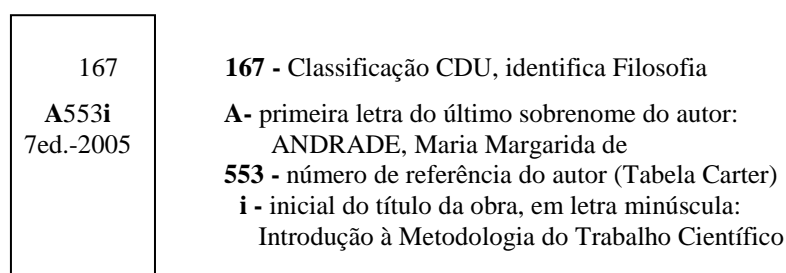 167
A553i
7ed.-2005
167 - Classificação CDU, identifica Filosofia
A- primeira letra do último sobrenome do autor:
ANDRADE, Maria Margarida de
553 - número de referência do autor (Tabela Carter)
i - inicial do título da obra, em letra minúscula:
Introdução à Metodologia do Trabalho Científico